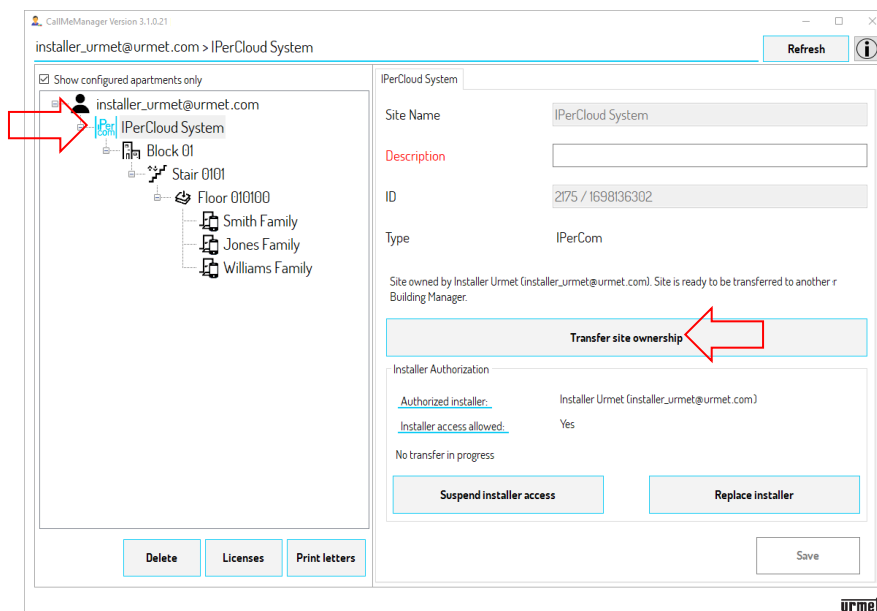 CallMeManager Version 3.1.0.21
installer_urmet@urmet.com > IPerCloud System
Refresh
Show configured apartments only
installer_urmet@urmet.com
IPer
com
IPerCloud System
Block 01
Stair 0101
Floor 010100
Smith Family
Jones Family
Williams Family
Delete
Licenses
Print letters
IPerCloud System
Site Name
IPerCloud System
Description
ID
2175 / 1698136302
Type
IPerCom
Site owned by Installer Urmet (installer_urmet@urmet.com). Site is ready to be transferred to another r
Building Manager.
Transfer site ownership
Installer Authorization
Authorized installer:
Installer Urmet (installer_urmet@urmet.com)
Installer access allowed:
Yes
No transfer in progress
Suspend installer access
Replace installer
Save
urmet